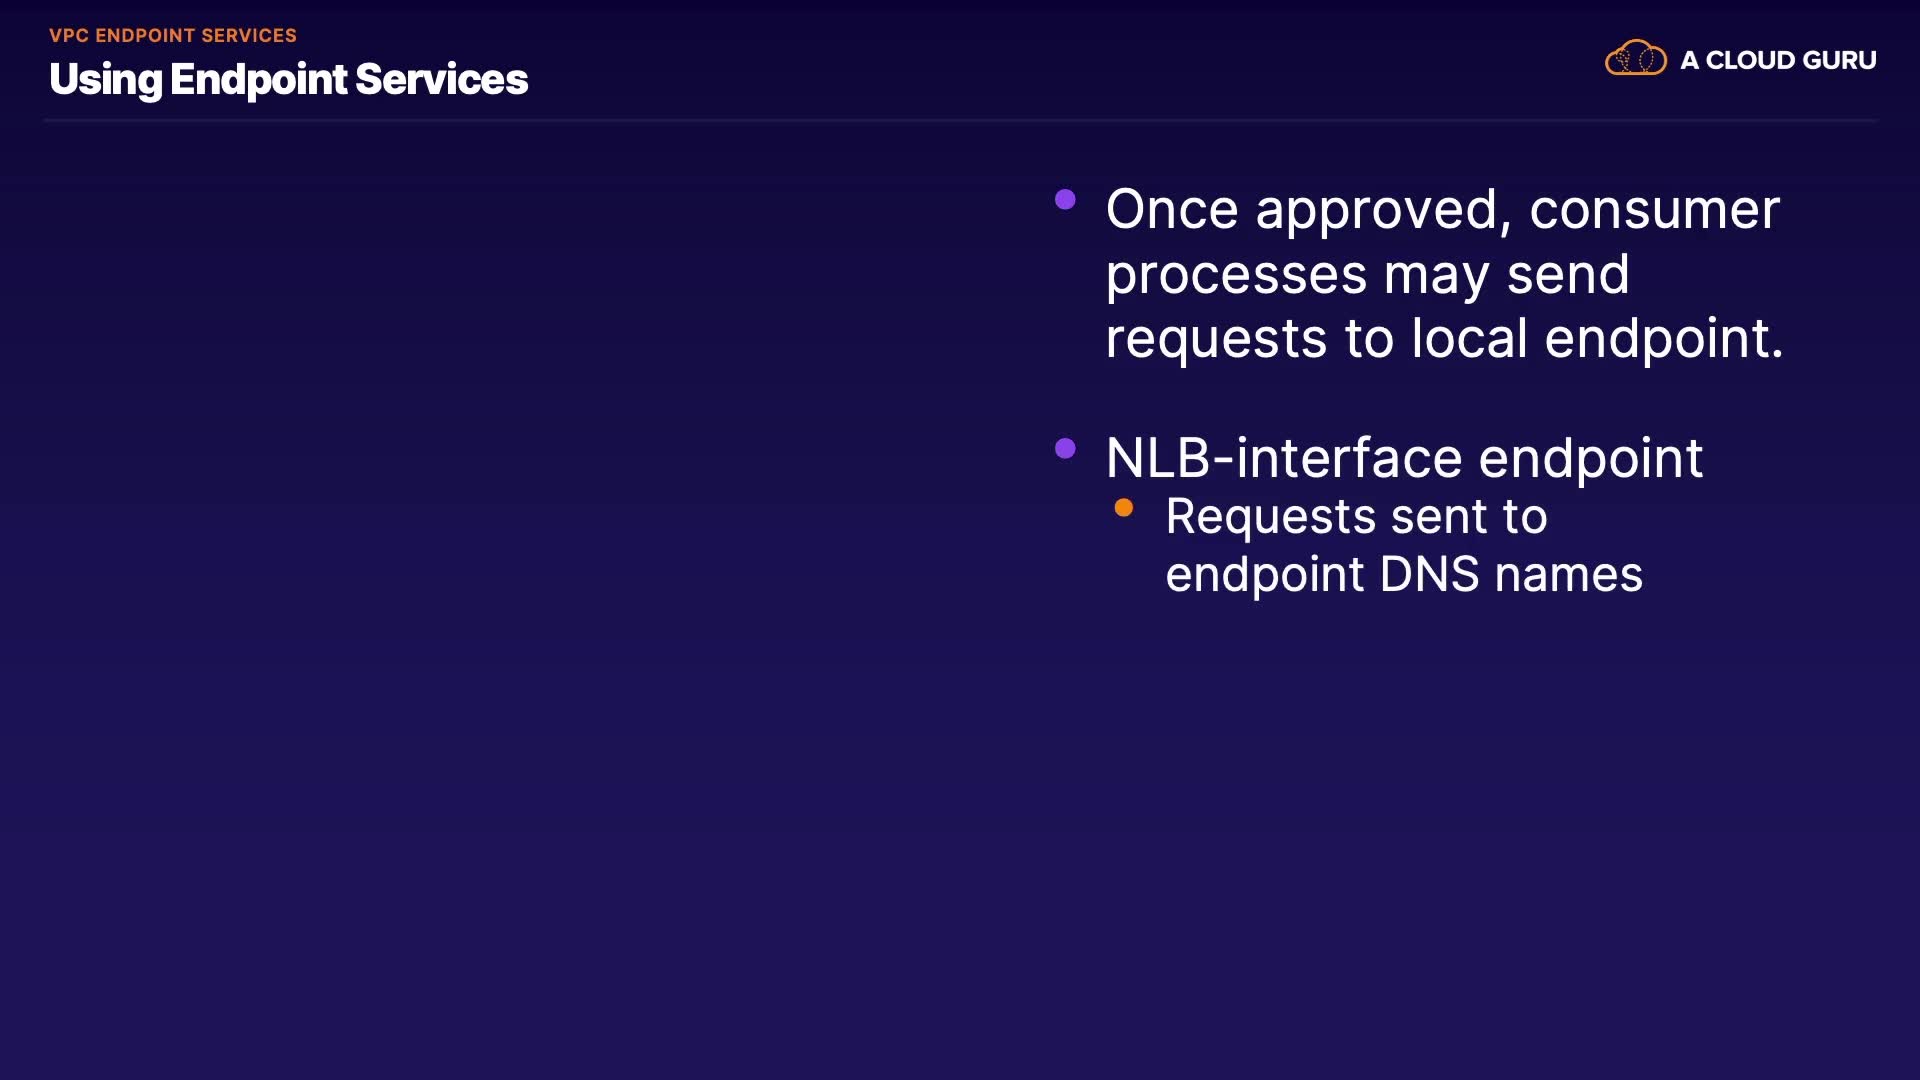 VPC ENDPOINT SERVICES
Using Endpoint Services
A CLOUD GURU
Once approved, consumer
processes may send
requests to local endpoint.
NLB-interface endpoint
Requests sent to
endpoint DNS names